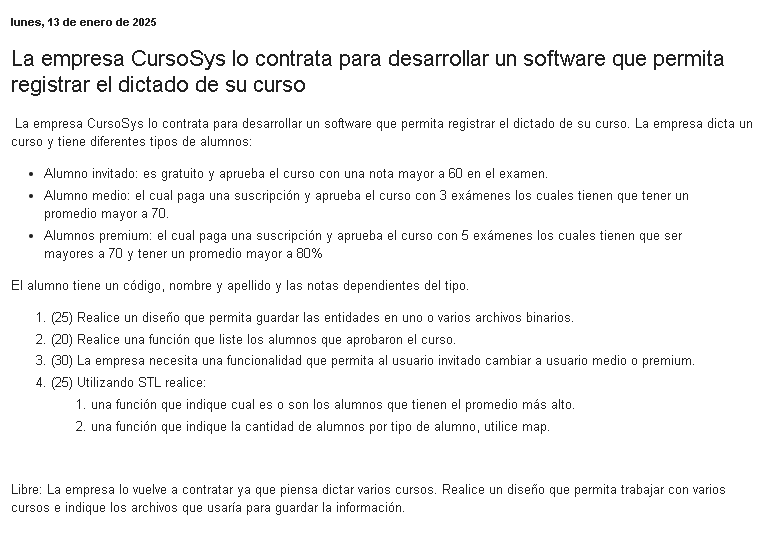 lunes, 13 de enero de 2025
La empresa CursoSys lo contrata para desarrollar un software que permita
registrar el dictado de su curso
La empresa CursoSys lo contrata para desarrollar un software que permita registrar el dictado de su curso. La empresa dicta un
curso y tiene diferentes tipos de alumnos:
• Alumno invitado: es gratuito y aprueba el curso con una nota mayor a 60 en el examen.
• Alumno medio: el cual paga una suscripción y aprueba el curso con 3 exámenes los cuales tienen que tener un
promedio mayor a 70.
• Alumnos premium: el cual paga una suscripción y aprueba el curso con 5 exámenes los cuales tienen que ser
mayores a 70 y tener un promedio mayor a 80%
El alumno tiene un código, nombre y apellido y las notas dependientes del tipo.
1. (25) Realice un diseño que permita guardar las entidades en uno o varios archivos binarios.
2. (20) Realice una función que liste los alumnos que aprobaron el curso.
3. (30) La empresa necesita una funcionalidad que permita al usuario invitado cambiar a usuario medio o premium.
4. (25) Utilizando STL realice:
1. una función que indique cual es o son los alumnos que tienen el promedio más alto.
2. una función que indique la cantidad de alumnos por tipo de alumno, utilice map.
Libre: La empresa lo vuelve a contratar ya que piensa dictar varios cursos. Realice un diseño que permita trabajar con varios
cursos e indique los archivos que usaría para guardar la información.